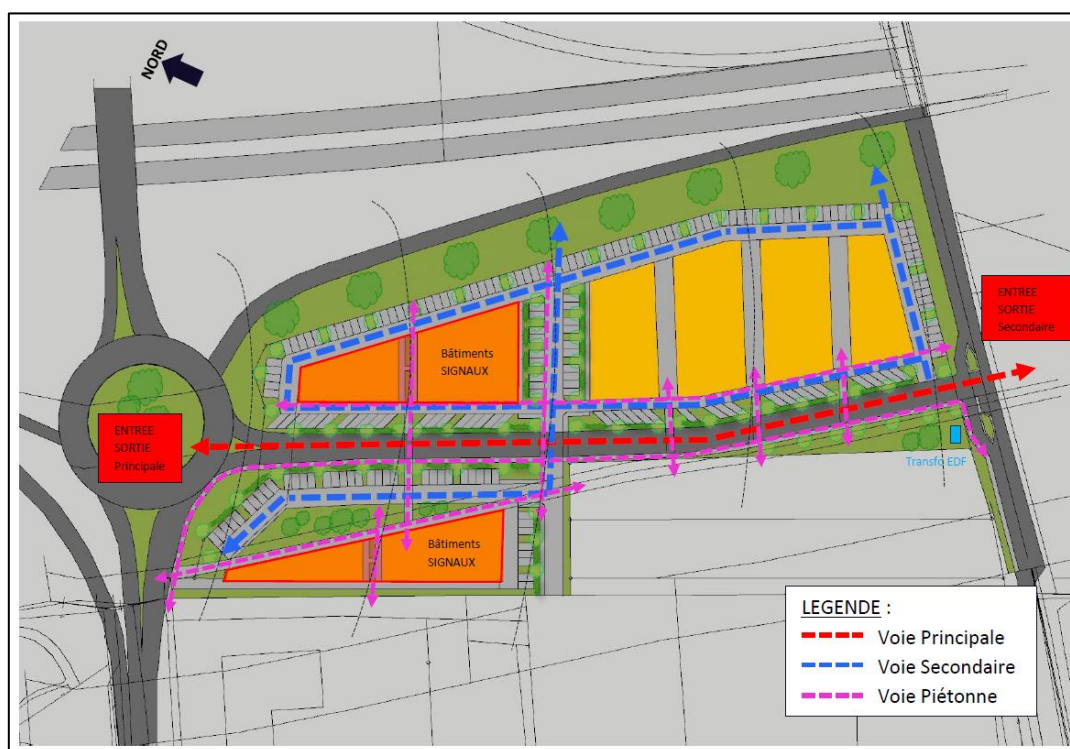 NORD
ENTREE
SORTIE
Secondaire
Bâtiments
SIGNAUX
ENTREE
SORTIE
Principale
Transfo EDF
Bâtiments
SIGNAUX
LEGENDE :
Voie Principale
Voie Secondaire
Voie Piétonne